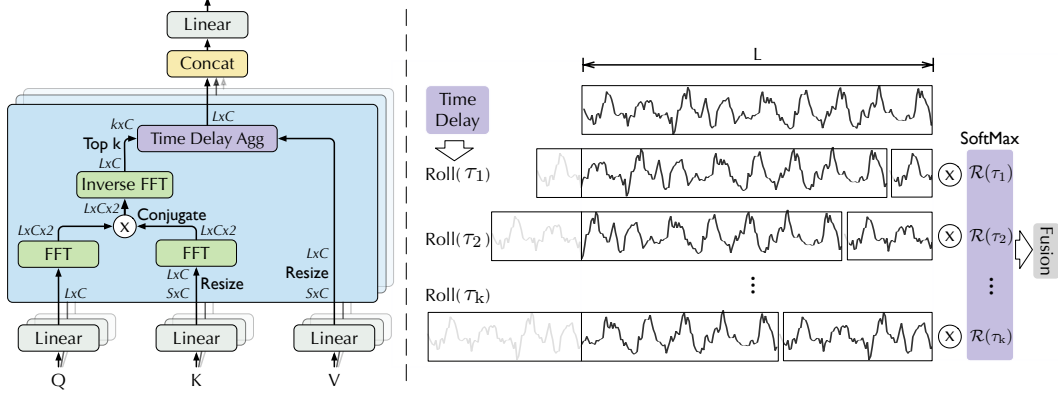 Linear
Concat
LxC
kxC
Time Delay Agg
Top k
LxC
Inverse FFT
LxCx2
Conjugate
x
LxCx2
LxCx2
FFT
FFT
LxC
LxC
Resize
SxC
LxC
Resize
SxC
Linear
Linear
Linear
Q
K
V
L
Time
Delay
SoftMax
Roll(τ1)
x
R(τ1)
Roll(τ2)
x
R(τ2)
Fusion
Roll(τk)
...
...
x
R(τk)